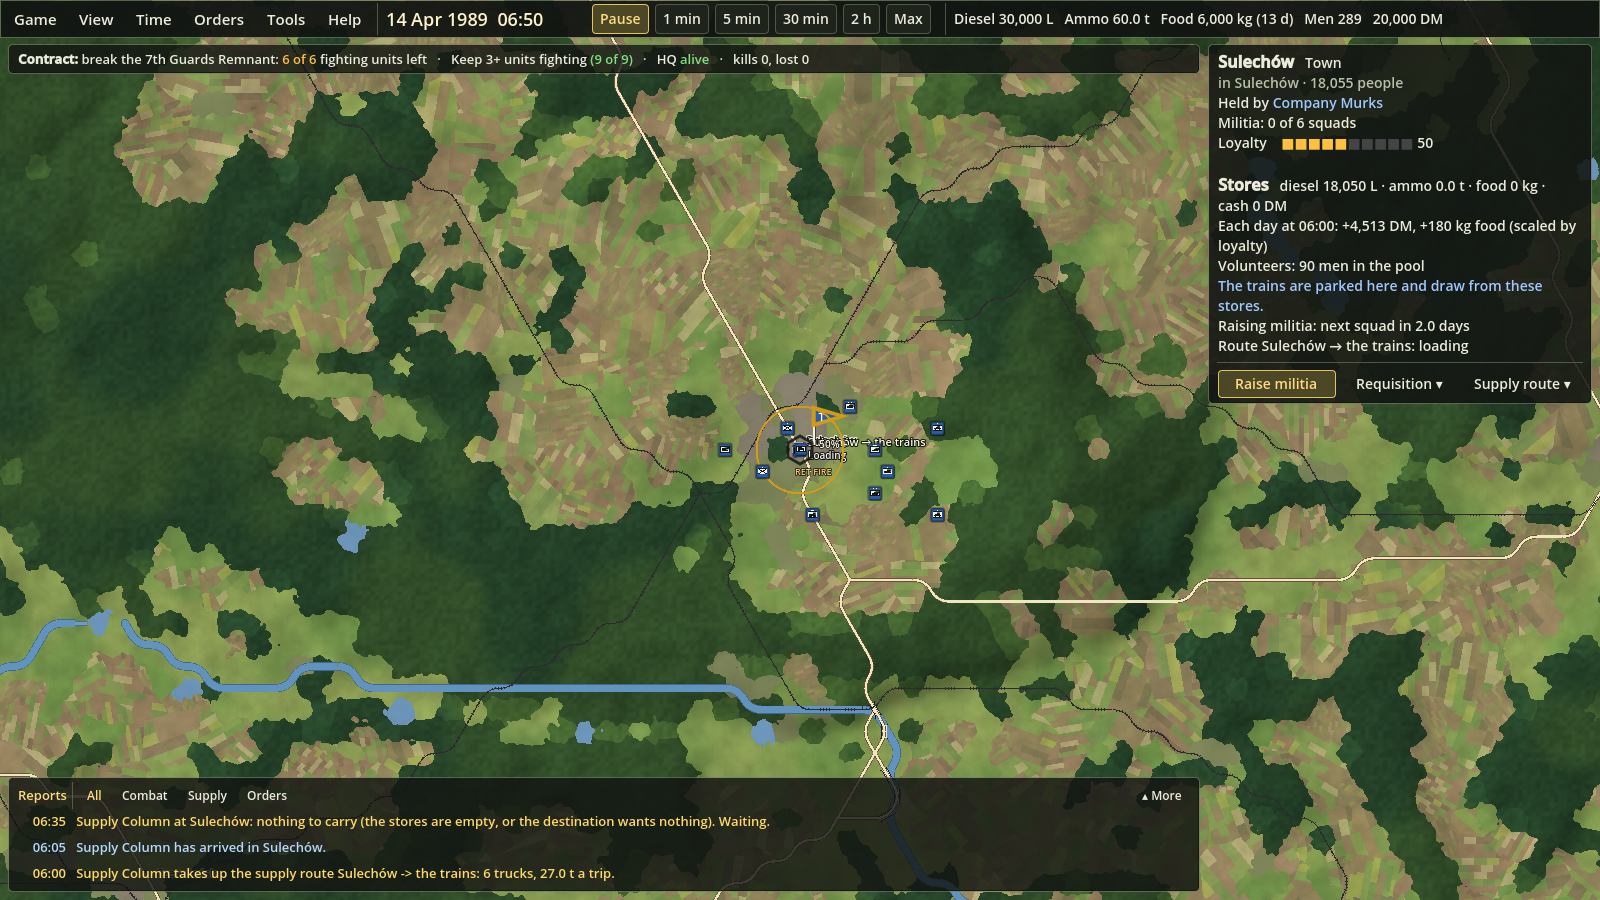 Game View Time Orders Tools Help 14 Apr 1989 06:50 Pause 1 min 5 min 30 min 2 h Max Diesel 30,000 L Ammo 60.0 t Food 6,000 kg (13 d) Men 289 20,000 DM
Contract: break the 7th Guards Remnant: 6 of 6 fighting units left · Keep 3+ units fighting (9 of 9) · HQ alive · kills 0, lost 0
Sulechów Town
in Sulechów · 18,055 people
Held by Company Murks
Militia: 0 of 6 squads
Loyalty 50
Stores diesel 18,050 L · ammo 0.0 t · food 0 kg ·
cash 0 DM
Each day at 06:00: +4,513 DM, +180 kg food (scaled by
loyalty)
Volunteers: 90 men in the pool
The trains are parked here and draw from these
stores.
Raising militia: next squad in 2.0 days
Route Sulechów → the trains: loading
Raise militia Requisition ▾ Supply route ▾
→ the trains
50%
Loading
RET FIRE
Reports All Combat Supply Orders ▴ More
06:35 Supply Column at Sulechów: nothing to carry (the stores are empty, or the destination wants nothing). Waiting.
06:05 Supply Column has arrived in Sulechów.
06:00 Supply Column takes up the supply route Sulechów -> the trains: 6 trucks, 27.0 t a trip.